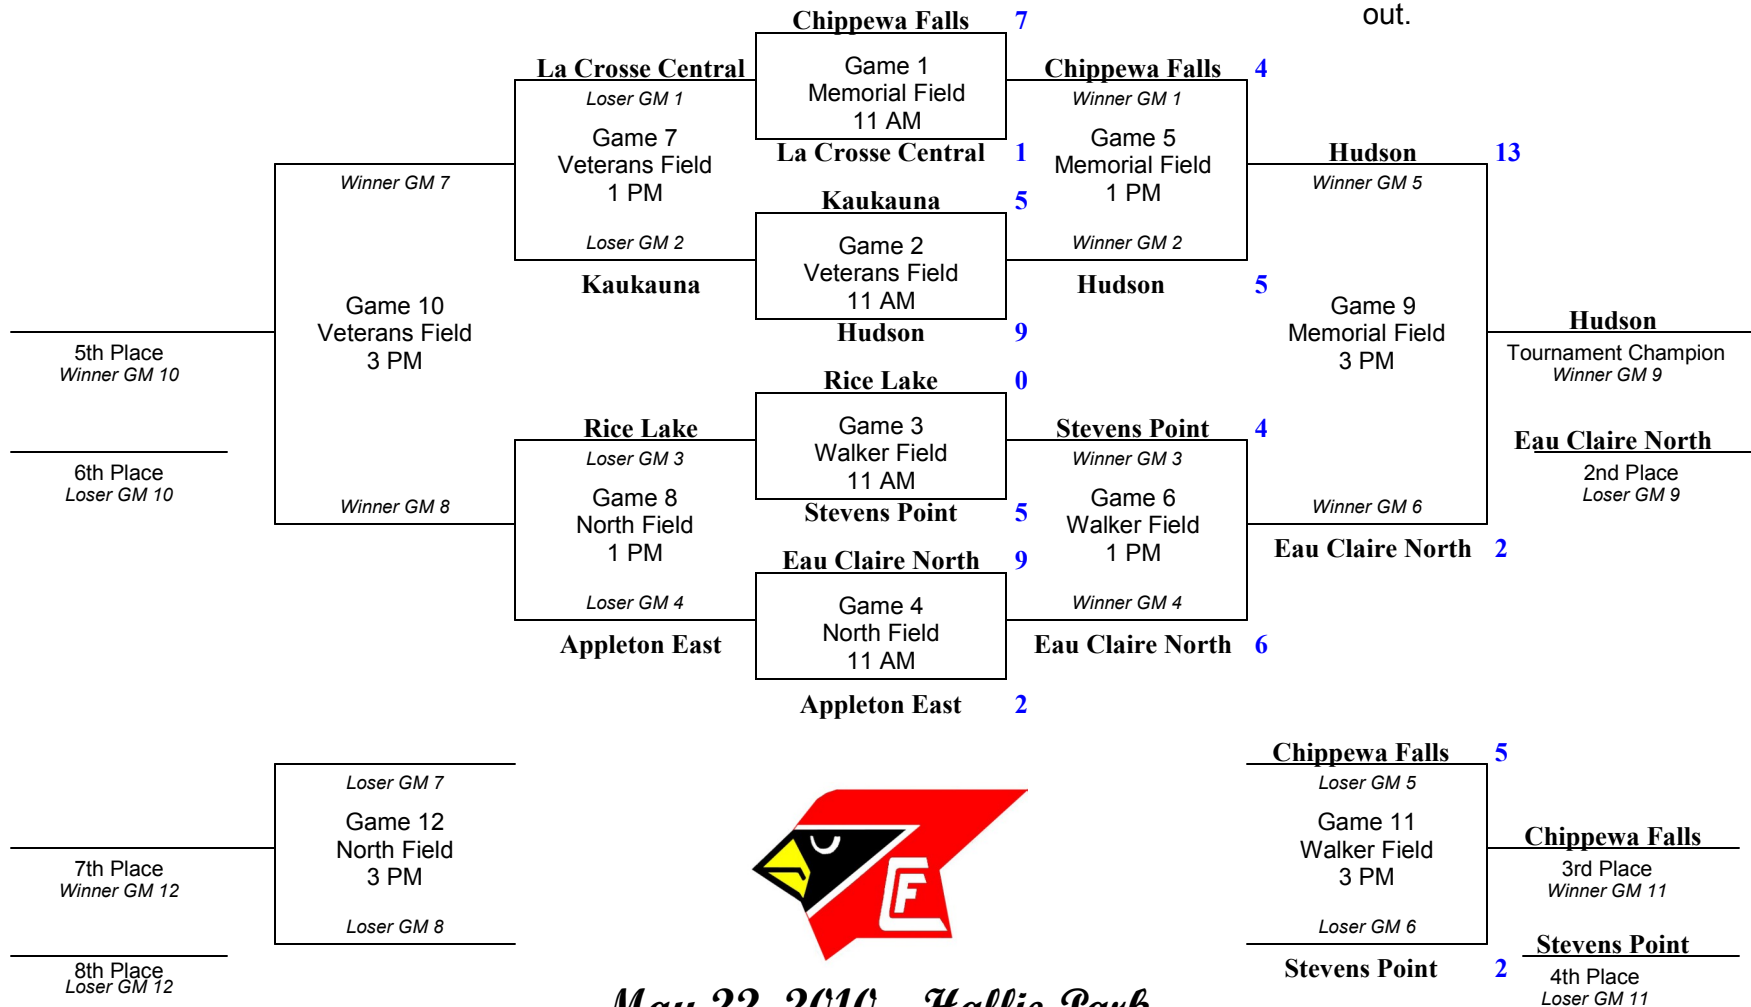 out.
Chippewa Falls 7
La Crosse Central
Loser GM 1
Game 1
Memorial Field
11 AM
Chippewa Falls 4
Winner GM 1
Game 7
Veterans Field
1 PM
La Crosse Central 1
Game 5
Memorial Field
1 PM
Hudson 13
Winner GM 5
Winner GM 7
Kaukauna 5
Loser GM 2
Kaukauna
Game 2
Veterans Field
11 AM
Winner GM 2
Hudson 5
Hudson 9
Game 10
Veterans Field
3 PM
Game 9
Memorial Field
3 PM
5th Place
Winner GM 10
Hudson
Tournament Champion
Winner GM 9
Rice Lake 0
Rice Lake
Loser GM 3
Game 3
Walker Field
11 AM
Stevens Point 4
Winner GM 3
Eau Claire North
2nd Place
Loser GM 9
6th Place
Loser GM 10
Winner GM 8
Game 8
North Field
1 PM
Stevens Point 5
Game 6
Walker Field
1 PM
Winner GM 6
Eau Claire North 2
Eau Claire North 9
Loser GM 4
Appleton East
Game 4
North Field
11 AM
Winner GM 4
Eau Claire North 6
Appleton East 2
Loser GM 7
Game 12
North Field
3 PM
Loser GM 8
7th Place
Winner GM 12
8th Place
Loser GM 12
CF
Chippewa Falls 5
Loser GM 5
Game 11
Walker Field
3 PM
Loser GM 6
Stevens Point 2
Chippewa Falls
3rd Place
Winner GM 11
Stevens Point
4th Place
Loser GM 11
May 22, 2010 - Hallie Park